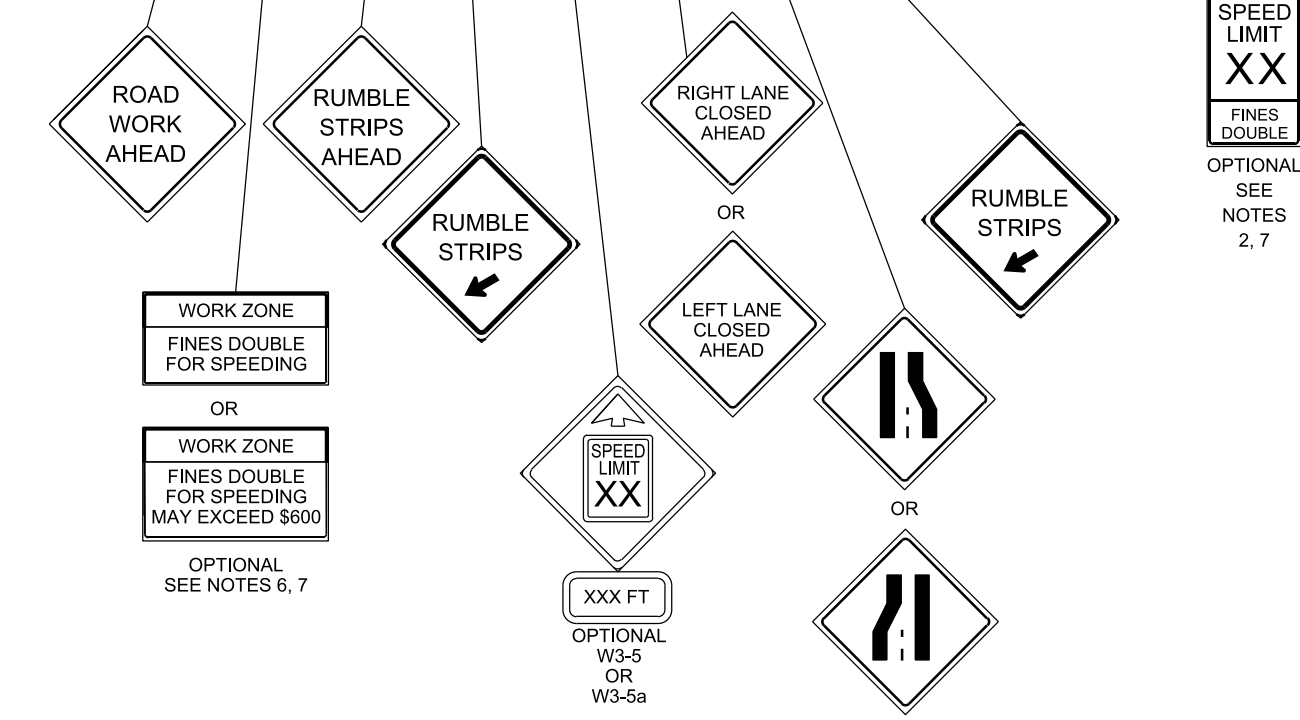 ROAD
WORK
AHEAD
WORK ZONE
FINES DOUBLE
FOR SPEEDING
OR
WORK ZONE
FINES DOUBLE
FOR SPEEDING
MAY EXCEED $600
OPTIONAL
SEE NOTES 6, 7
RUMBLE
STRIPS
AHEAD
RUMBLE
STRIPS
SPEED
LIMIT
XX
XXX FT
OPTIONAL
W3-5
OR
W3-5a
RIGHT LANE
CLOSED
AHEAD
OR
LEFT LANE
CLOSED
AHEAD
OR
RUMBLE
STRIPS
SPEED
LIMIT
XX
FINES
DOUBLE
OPTIONAL
SEE
NOTES
2, 7